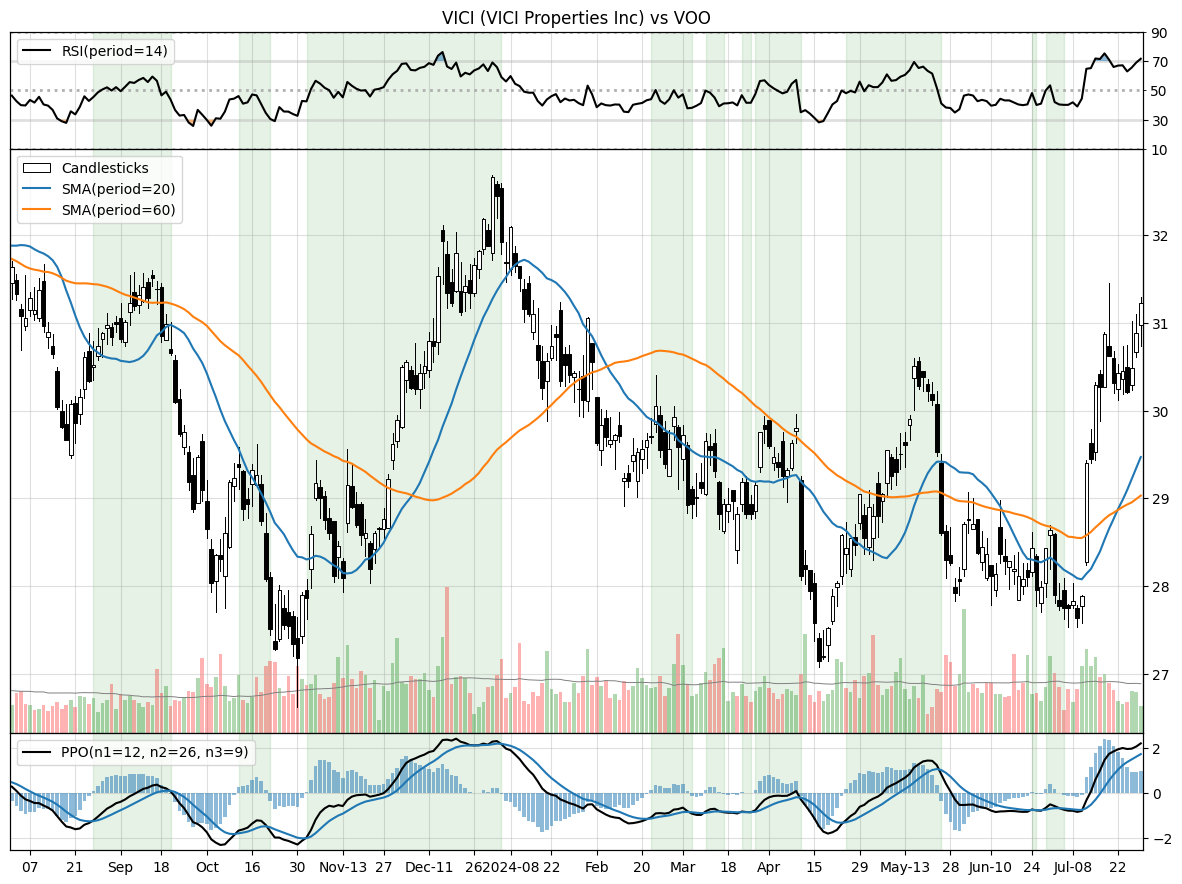 VICI (VICI Properties Inc) vs VOO
RSI(period=14)
90
70
50
30
10
Candlesticks
SMA(period=20)
SMA(period=60)
32
31
30
29
28
27
PPO(n1=12, n2=26, n3=9)
2
0
−2
07 21 Sep 18 Oct 16 30 Nov-13 27 Dec-11 26 2024-08 22 Feb 20 Mar 18 Apr 15 29 May-13 28 Jun-10 24 Jul-08 22